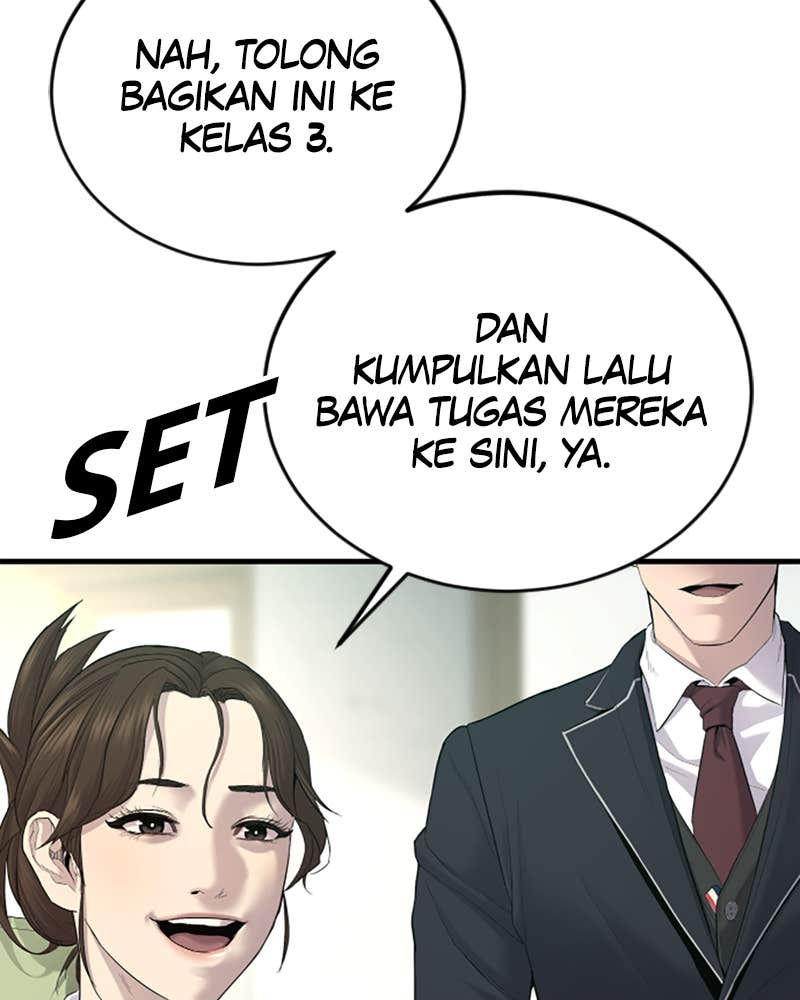 NAH, TOLONG
BAGIKAN INI KE
KELAS 3.
DAN
KUMPULKAN LALU
BAWA TUGAS MEREKA
KE SINI, YA.
SET